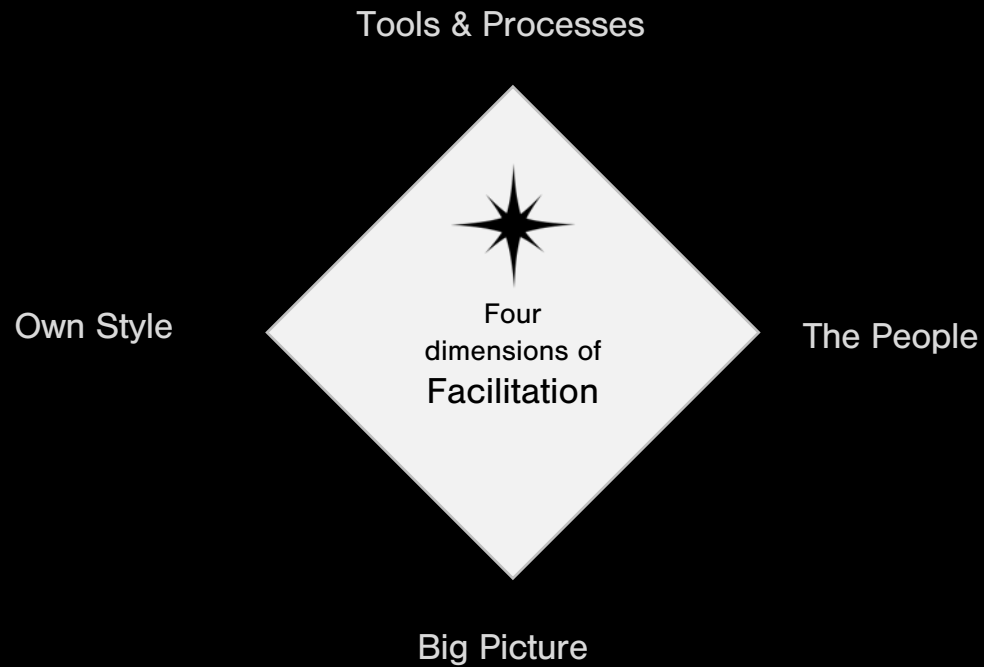 Tools & Processes
Own Style
Four
dimensions of
Facilitation
The People
Big Picture